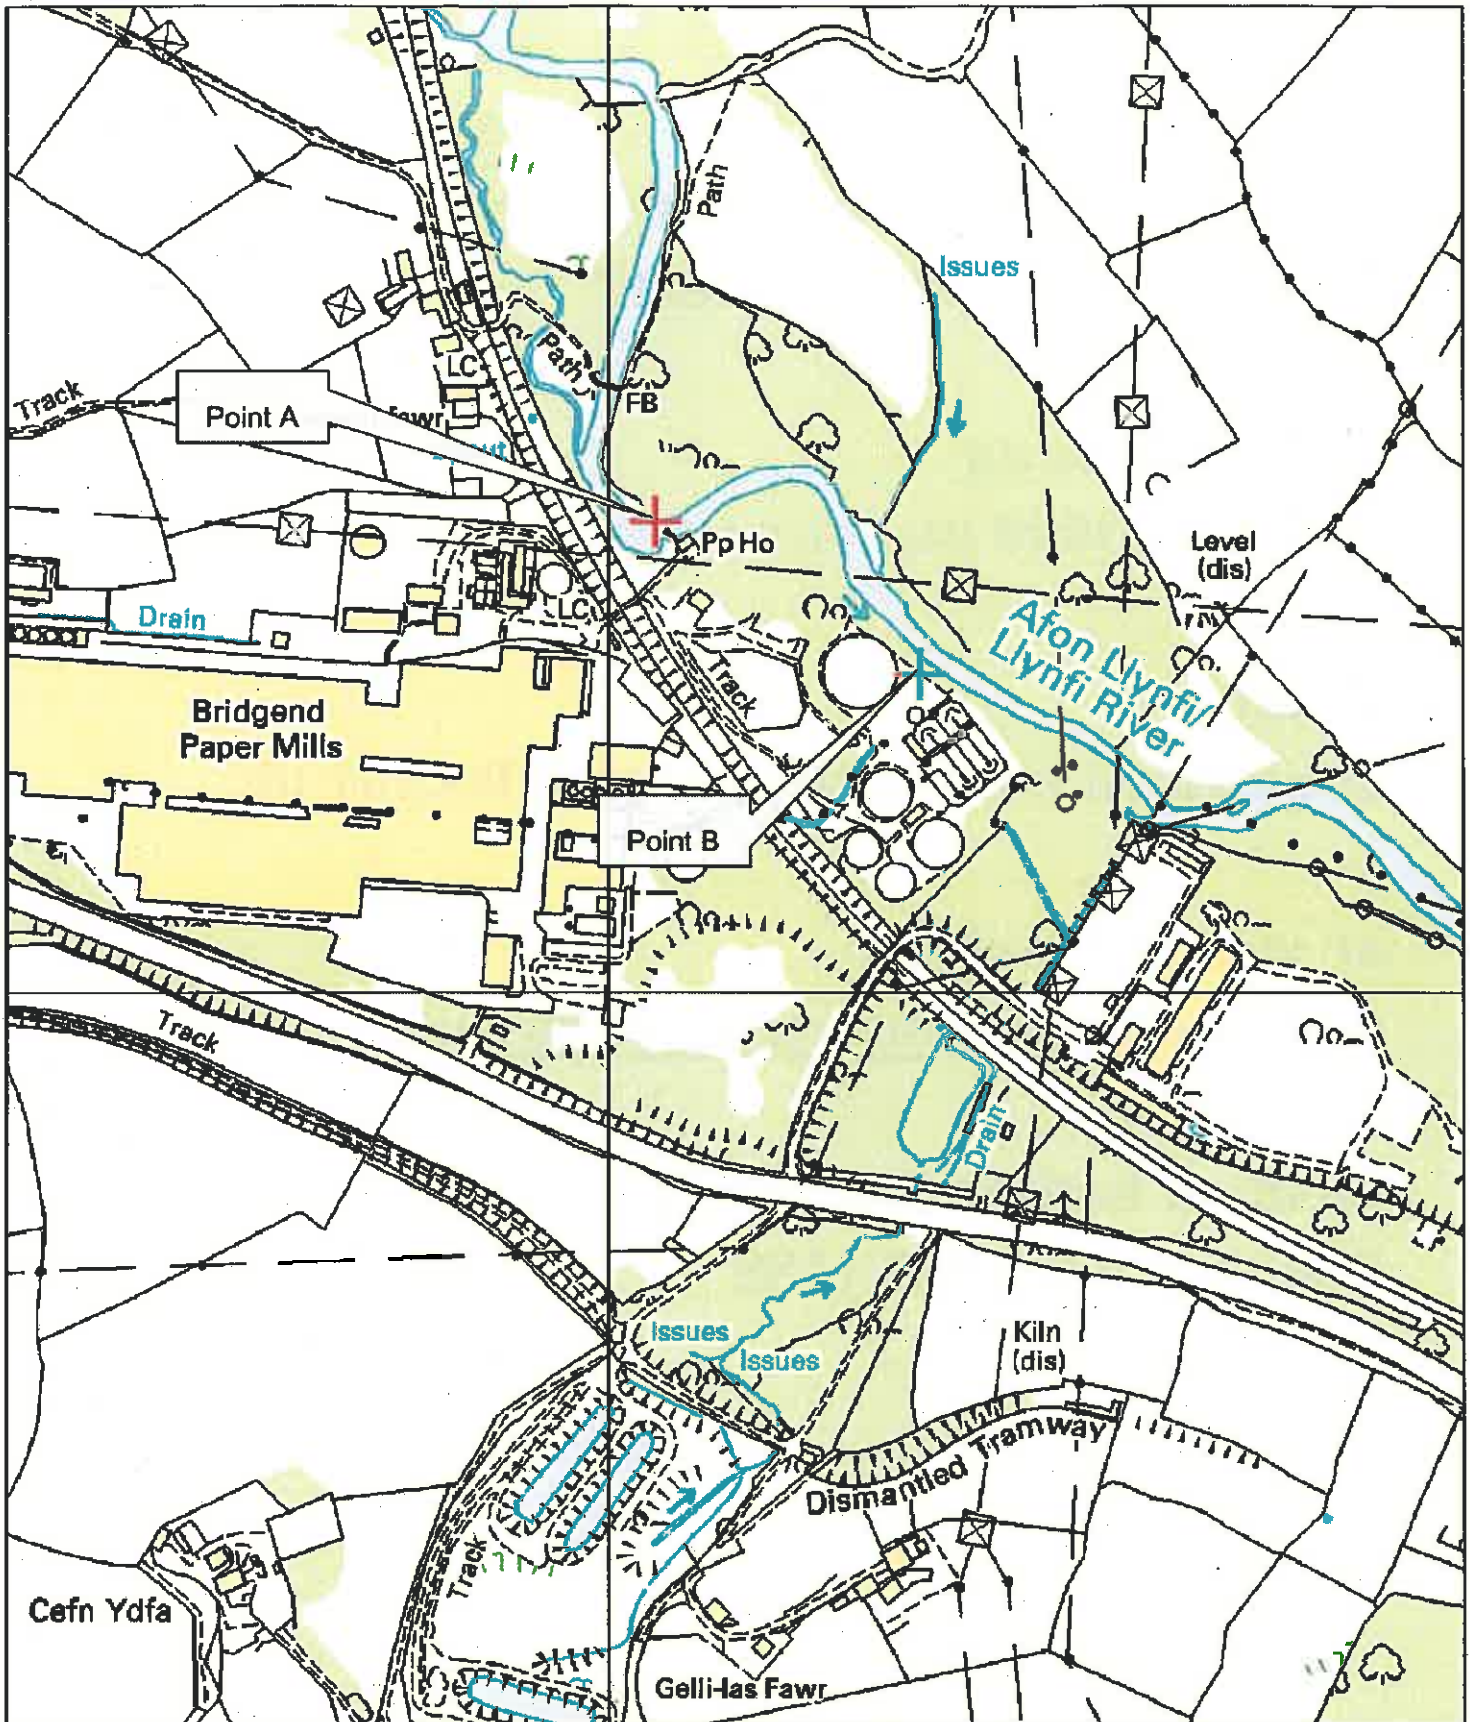 Path
Issues
Path
LC
Track
Point A
FB
Pp Ho
Level
(dis)
LC
Drain
Afon Llynfi/
Llynfi River
Track
Bridgend
Paper Mills
Point B
Track
Drain
Issues
Issues
Kiln
(dis)
Dismantled Tramway
Track
Cefn Ydfa
Gelli-las Fawr